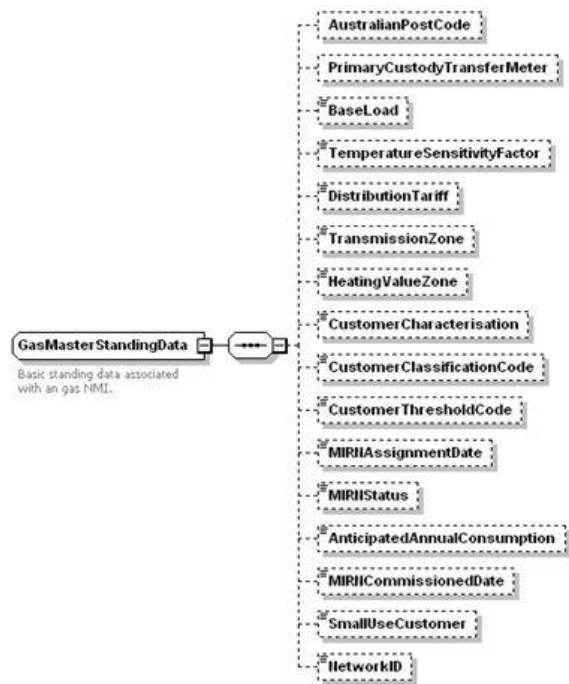 AustralianPostCode
PrimaryCustodyTransferMeter
BaseLoad
TemperatureSensitivityFactor
DistributionTariff
TransmissionZone
HeatingValueZone
GasMasterStandingData
Basic standing data associated
with an gas NMI.
CustomerCharacterisation
CustomerClassificationCode
CustomerThresholdCode
MIRNAssignmentDate
MIRNStatus
AnticipatedAnnualConsumption
MIRNCommissionedDate
SmallUseCustomer
NetworkID